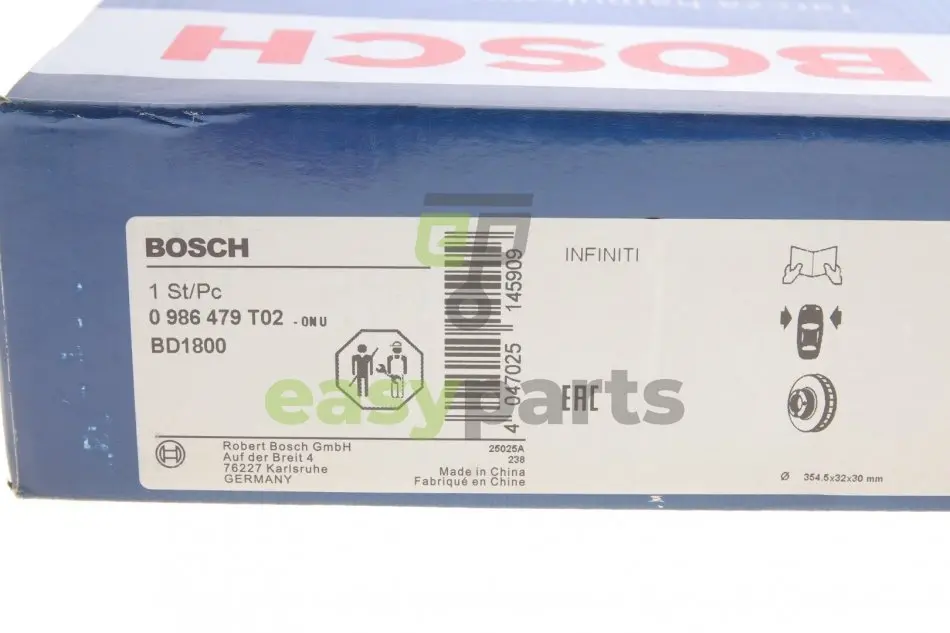 BOSCH
BOSCH
1 St/Pc
0 986 479 T02 - 0NU
BD1800
INFINITI
4 047025 145909
EAC
easyparts
Robert Bosch GmbH
Auf der Breit 4
76227 Karlsruhe
GERMANY
25025A
238
Made in China
Fabriqué en Chine
Ø 354.5x32x30 mm